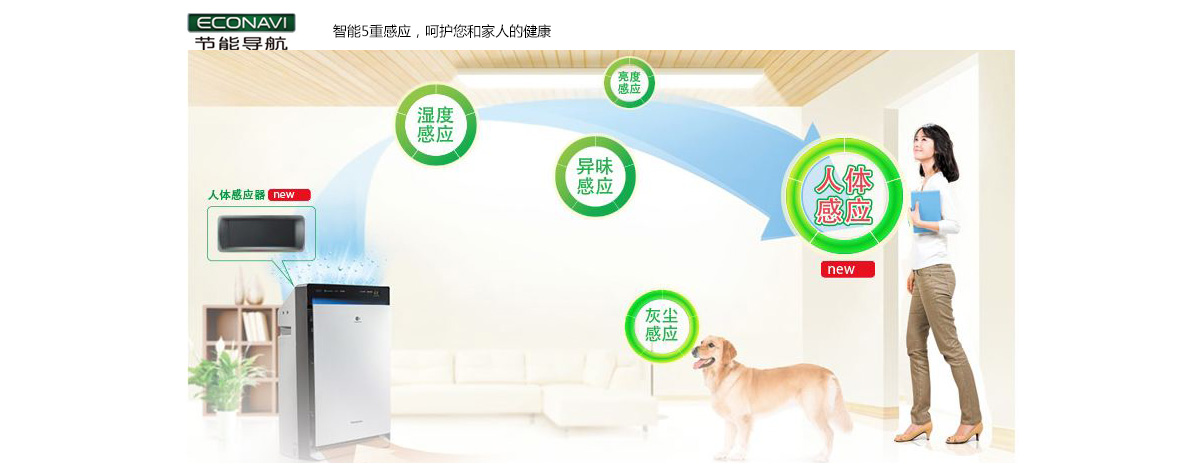 ECONAVI
节能导航
智能5重感应，呵护您和家人的健康
亮度
感应
湿度
感应
异味
感应
人体感应器 new
人体
感应
new
灰尘
感应